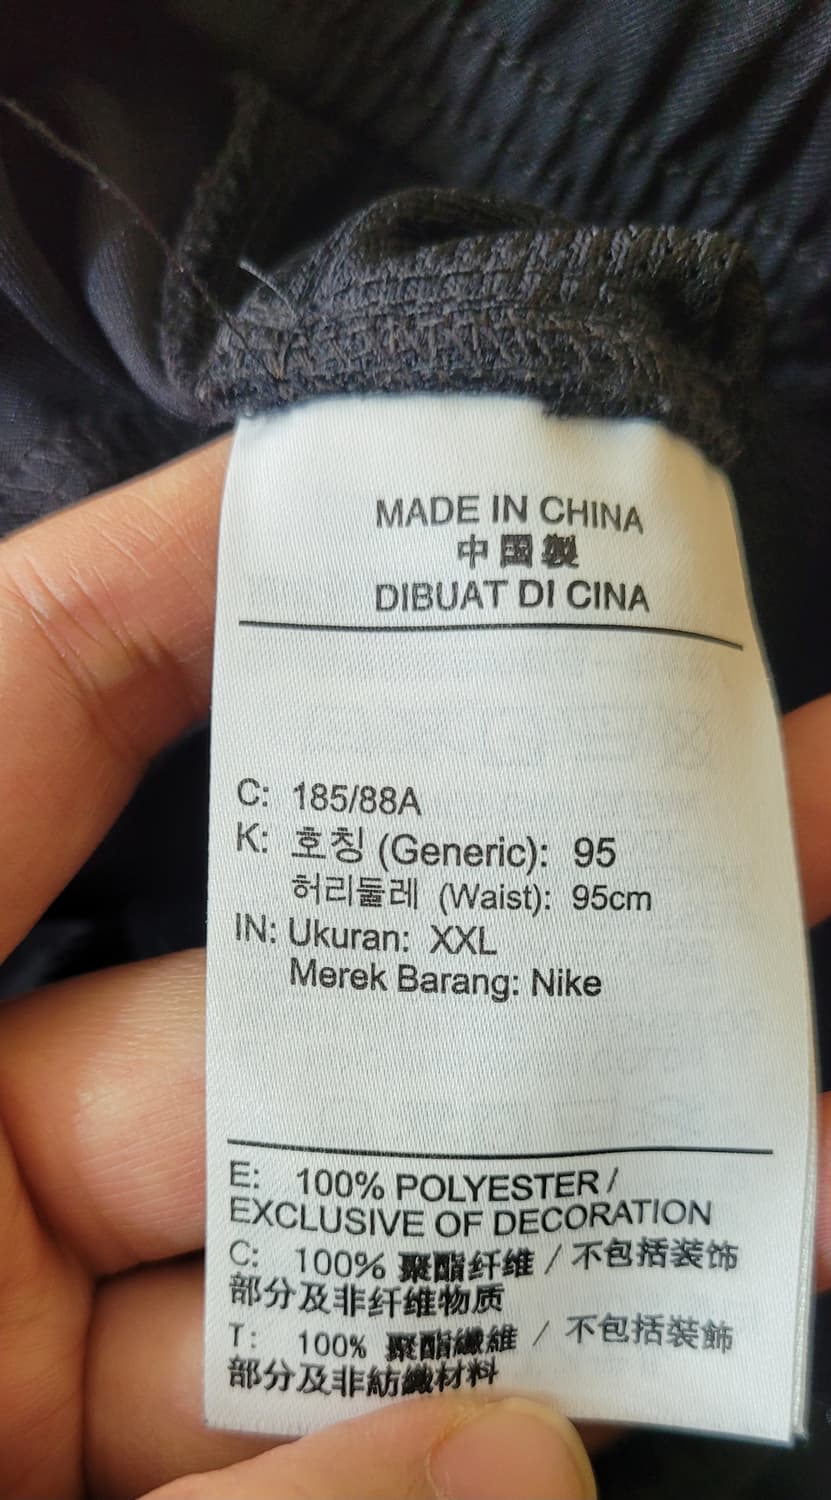 MADE IN CHINA
中国製
DIBUAT DI CINA
C: 185/88A
K: 호칭 (Generic): 95
허리둘레 (Waist): 95cm
IN: Ukuran: XXL
Merek Barang: Nike
E: 100% POLYESTER /
EXCLUSIVE OF DECORATION
C: 100% 聚酯纤维 / 不包括装饰
部分及非纤维物质
T: 100% 聚酯纖維 / 不包括裝飾
部分及非紡織材料